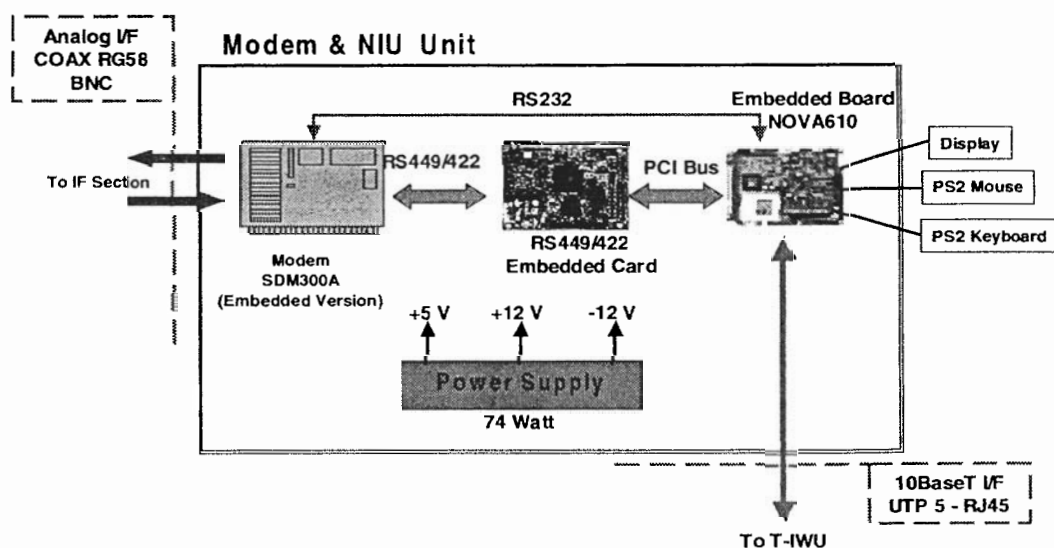 Analog I/F
COAX RG58
BNC
Modem & NIU Unit
RS232
Embedded Board
NOVA610
RS449/422
PCI Bus
Display
PS2 Mouse
PS2 Keyboard
To IF Section
Modem
SDM300A
(Embedded Version)
RS449/422
Embedded Card
+5 V
+12 V
-12 V
Power Supply
74 Watt
10BaseT I/F
UTP 5 - RJ45
To T-IWU